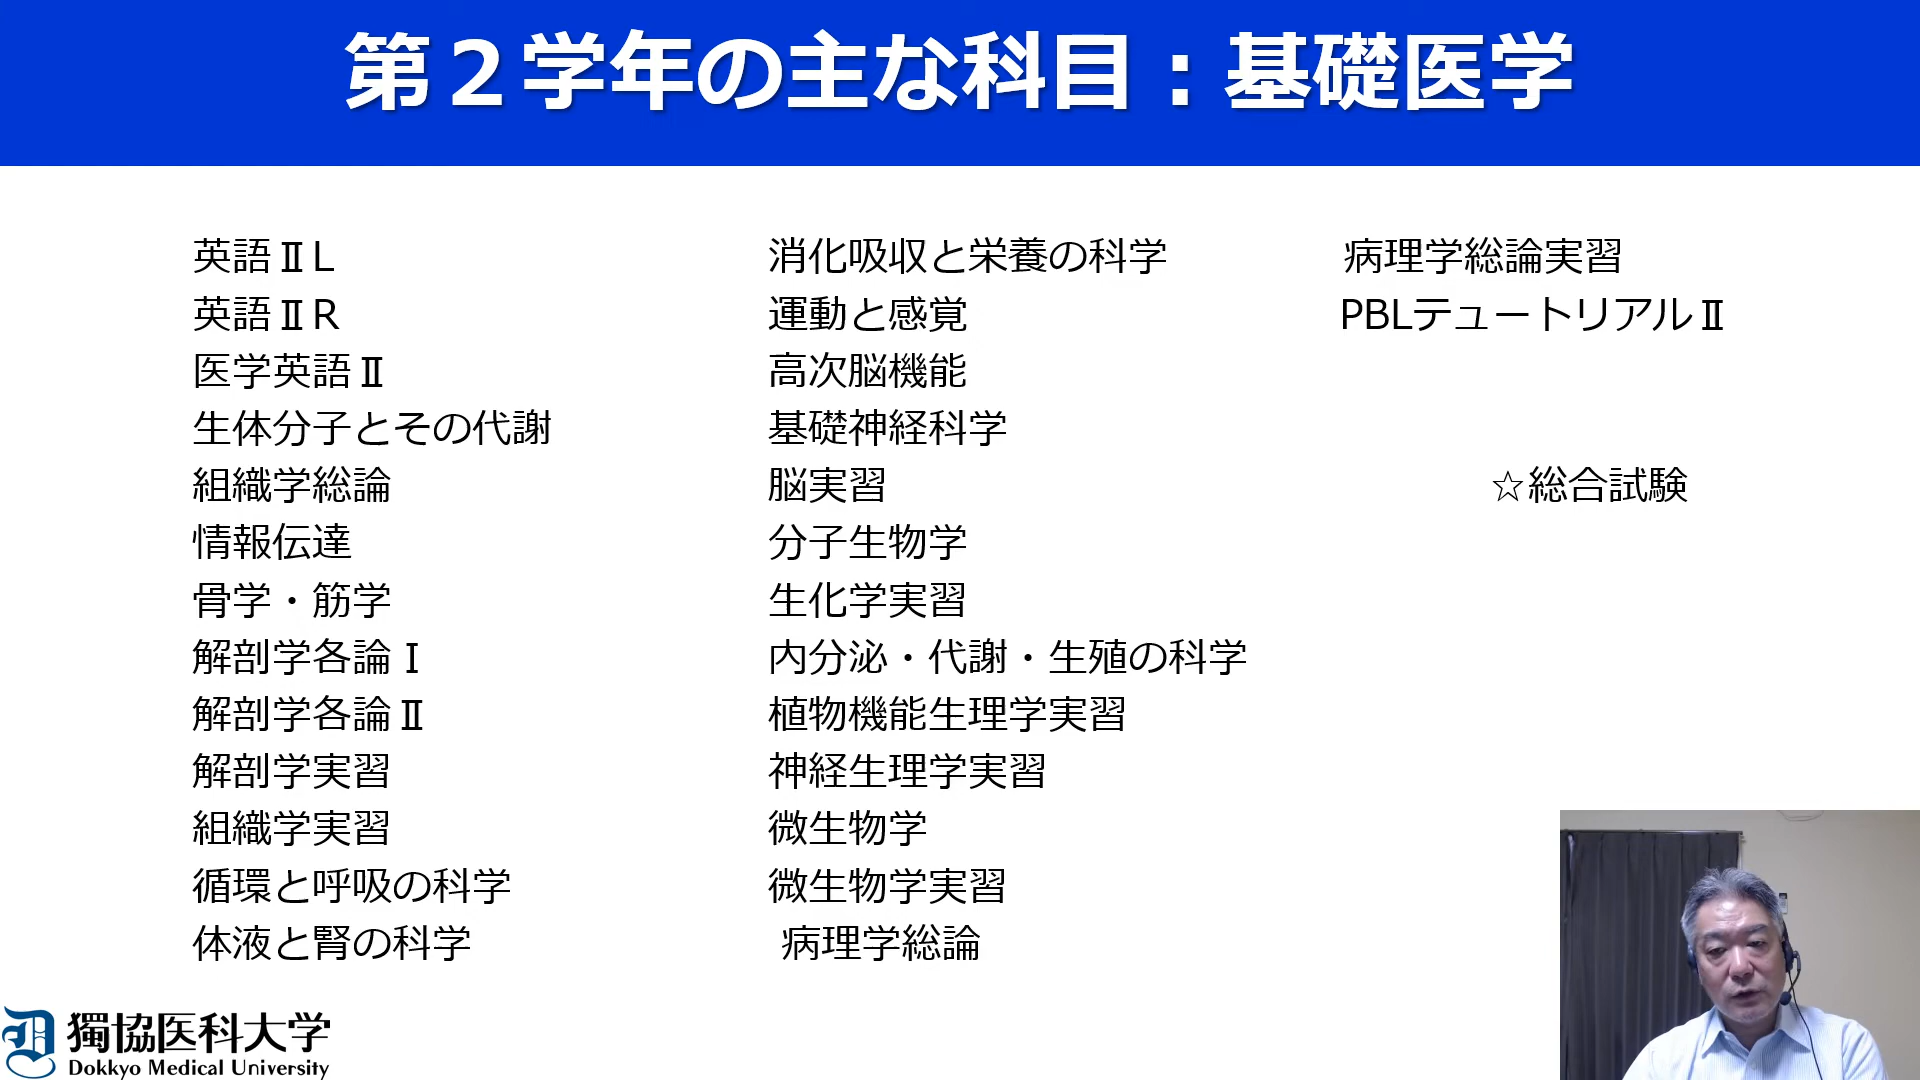 第２学年の主な科目：基礎医学
英語ⅡL
英語ⅡR
医学英語Ⅱ
生体分子とその代謝
組織学総論
情報伝達
骨学・筋学
解剖学各論Ⅰ
解剖学各論Ⅱ
解剖学実習
組織学実習
循環と呼吸の科学
体液と腎の科学
消化吸収と栄養の科学
運動と感覚
高次脳機能
基礎神経科学
脳実習
分子生物学
生化学実習
内分泌・代謝・生殖の科学
植物機能生理学実習
神経生理学実習
微生物学
微生物学実習
病理学総論
病理学総論実習
PBLテュートリアルⅡ
☆総合試験
獨協医科大学
Dokkyo Medical University